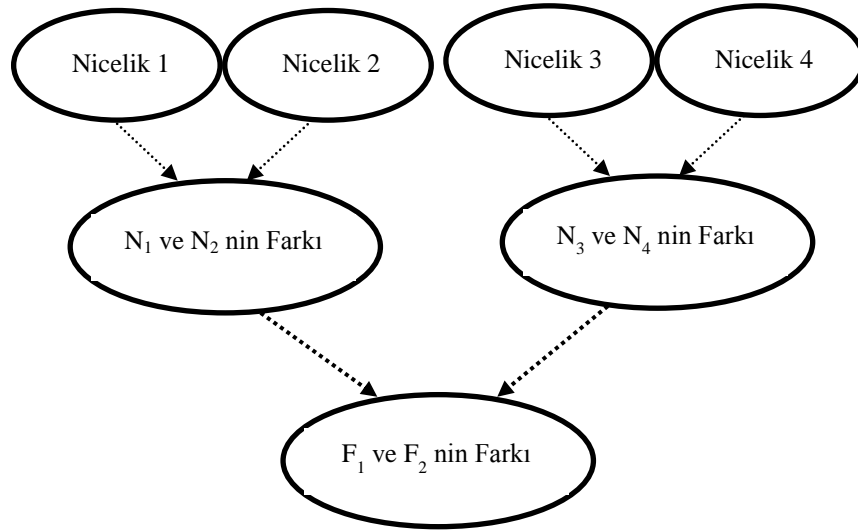 Nicelik 1
Nicelik 2
Nicelik 3
Nicelik 4
N₁ ve N₂ nin Farkı
N₃ ve N₄ nin Farkı
F₁ ve F₂ nin Farkı